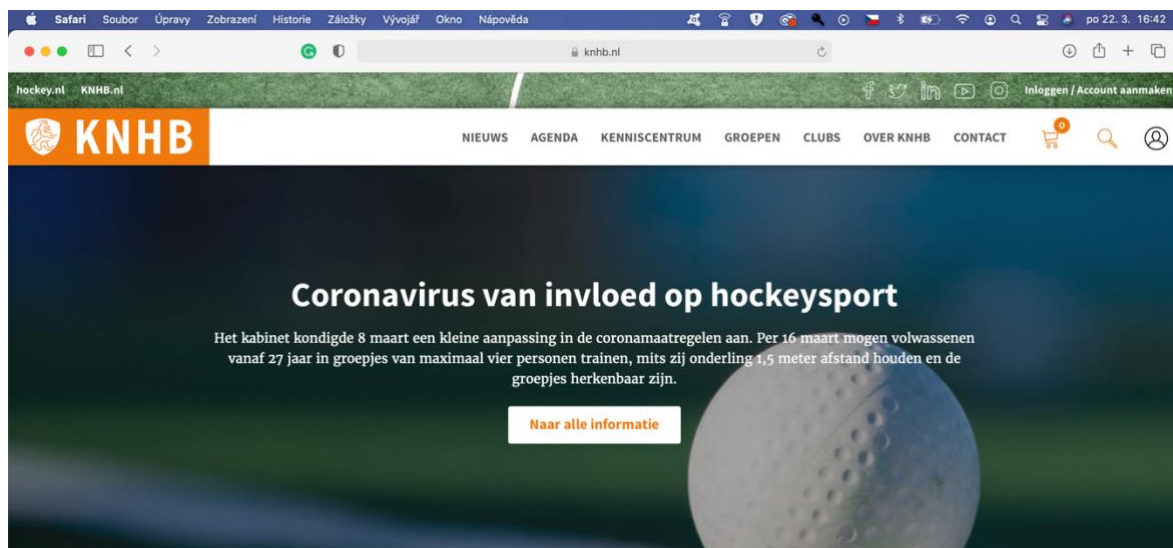 Safari Soubor Úpravy Zobrazení Historie Záložky Vývojář Okno Nápověda po 22. 3. 16:42
knhb.nl
hockey.nl KNHB.nl Inloggen / Account aanmaken
KNHB NIEUWS AGENDA KENNISCENTRUM GROEPEN CLUBS OVER KNHB CONTACT 0
Coronavirus van invloed op hockeysport
Het kabinet kondigde 8 maart een kleine aanpassing in de coronamaatregelen aan. Per 16 maart mogen volwassenen
vanaf 27 jaar in groepjes van maximaal vier personen trainen, mits zij onderling 1,5 meter afstand houden en de
groepjes herkenbaar zijn.
Naar alle informatie